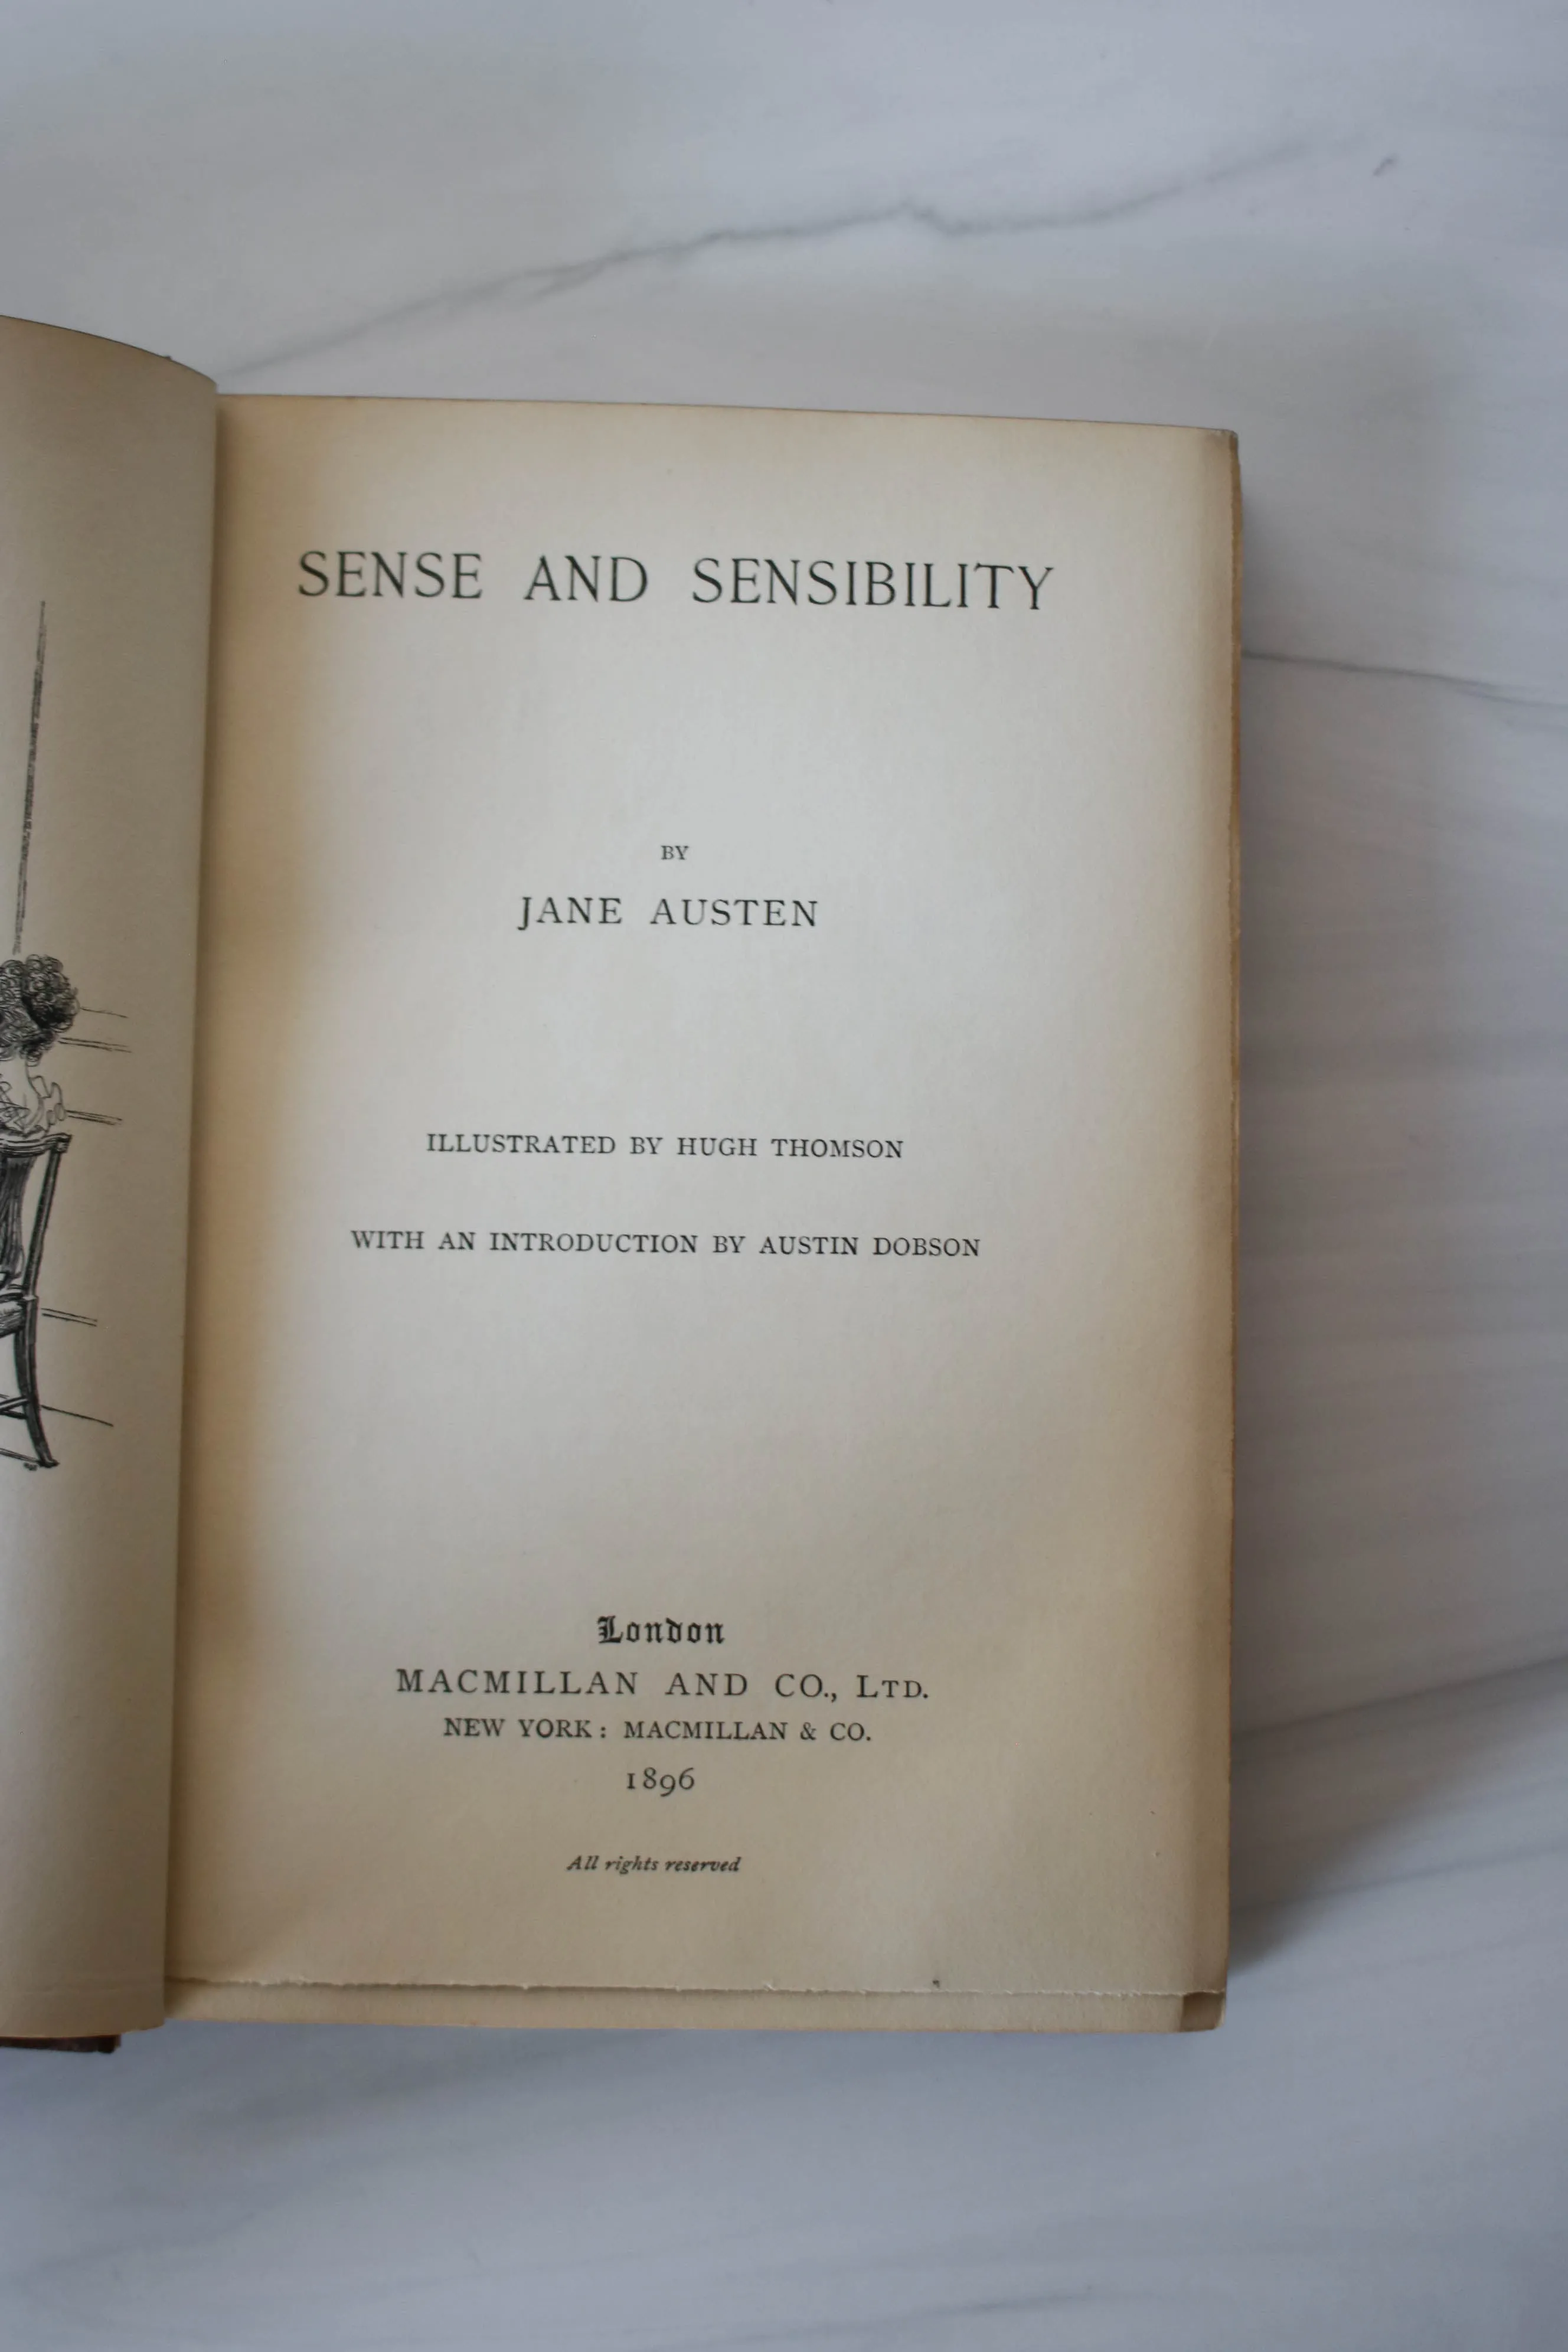 SENSE AND SENSIBILITY
BY
JANE AUSTEN
ILLUSTRATED BY HUGH THOMSON
WITH AN INTRODUCTION BY AUSTIN DOBSON
London
MACMILLAN AND CO., LTD.
NEW YORK: MACMILLAN & CO.
1896
All rights reserved